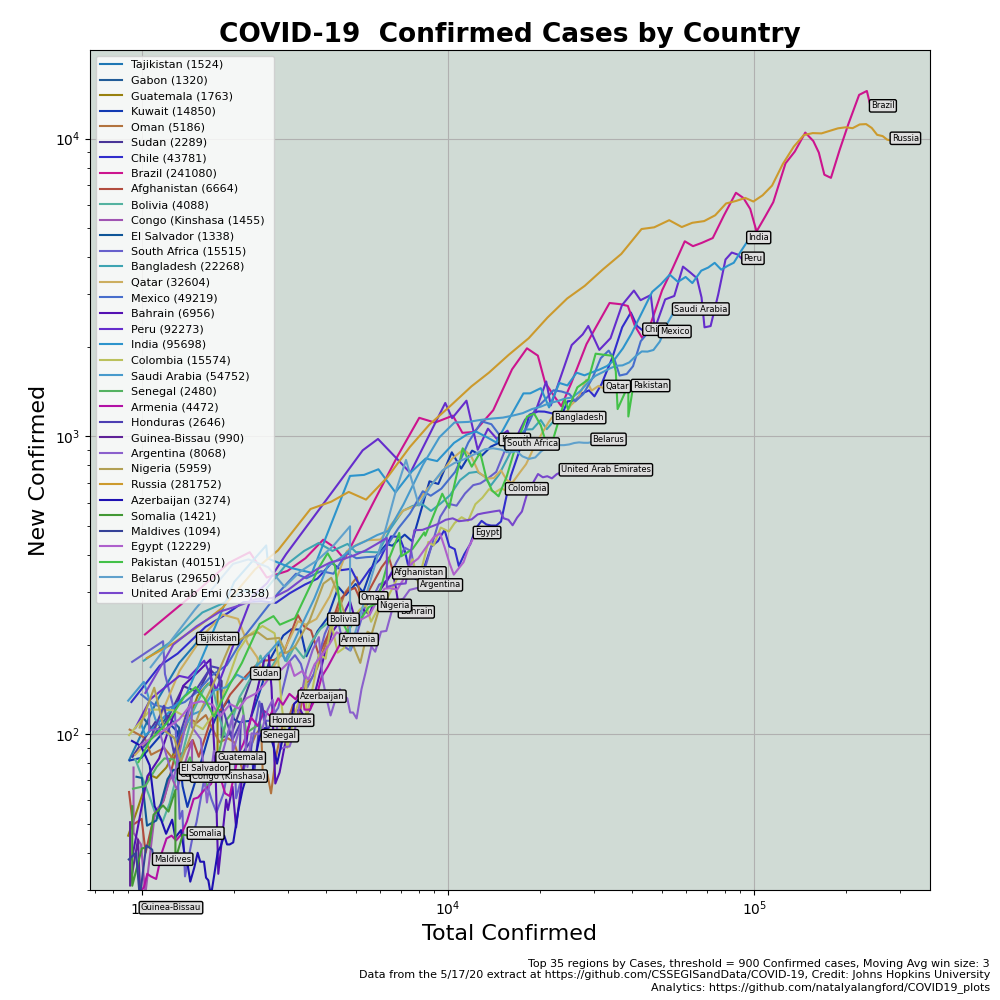 COVID-19  Confirmed Cases by Country
Tajikistan (1524)
Gabon (1320)
Guatemala (1763)
Kuwait (14850)
Oman (5186)
Sudan (2289)
Chile (43781)
Brazil (241080)
Afghanistan (6664)
Bolivia (4088)
Congo (Kinshasa (1455)
El Salvador (1338)
South Africa (15515)
Bangladesh (22268)
Qatar (32604)
Mexico (49219)
Bahrain (6956)
Peru (92273)
India (95698)
Colombia (15574)
Saudi Arabia (54752)
Senegal (2480)
Armenia (4472)
Honduras (2646)
Guinea-Bissau (990)
Argentina (8068)
Nigeria (5959)
Russia (281752)
Azerbaijan (3274)
Somalia (1421)
Maldives (1094)
Egypt (12229)
Pakistan (40151)
Belarus (29650)
United Arab Emi (23358)
Brazil
Russia
India
Peru
Saudi Arabia
Mexico
Qatar
Pakistan
Bangladesh
South Africa
Belarus
United Arab Emirates
Colombia
Egypt
Afghanistan
Argentina
Oman
Nigeria
Bahrain
Bolivia
Tajikistan
Armenia
Sudan
Azerbaijan
Honduras
Senegal
Guatemala
El Salvador
Congo (Kinshasa)
Somalia
Maldives
Guinea-Bissau
10⁴
10³
10²
10⁴
10⁵
New Confirmed
Total Confirmed
Top 35 regions by Cases, threshold = 900 Confirmed cases, Moving Avg win size: 3
Data from the 5/17/20 extract at https://github.com/CSSEGISandData/COVID-19, Credit: Johns Hopkins University
Analytics: https://github.com/natalyalangford/COVID19_plots